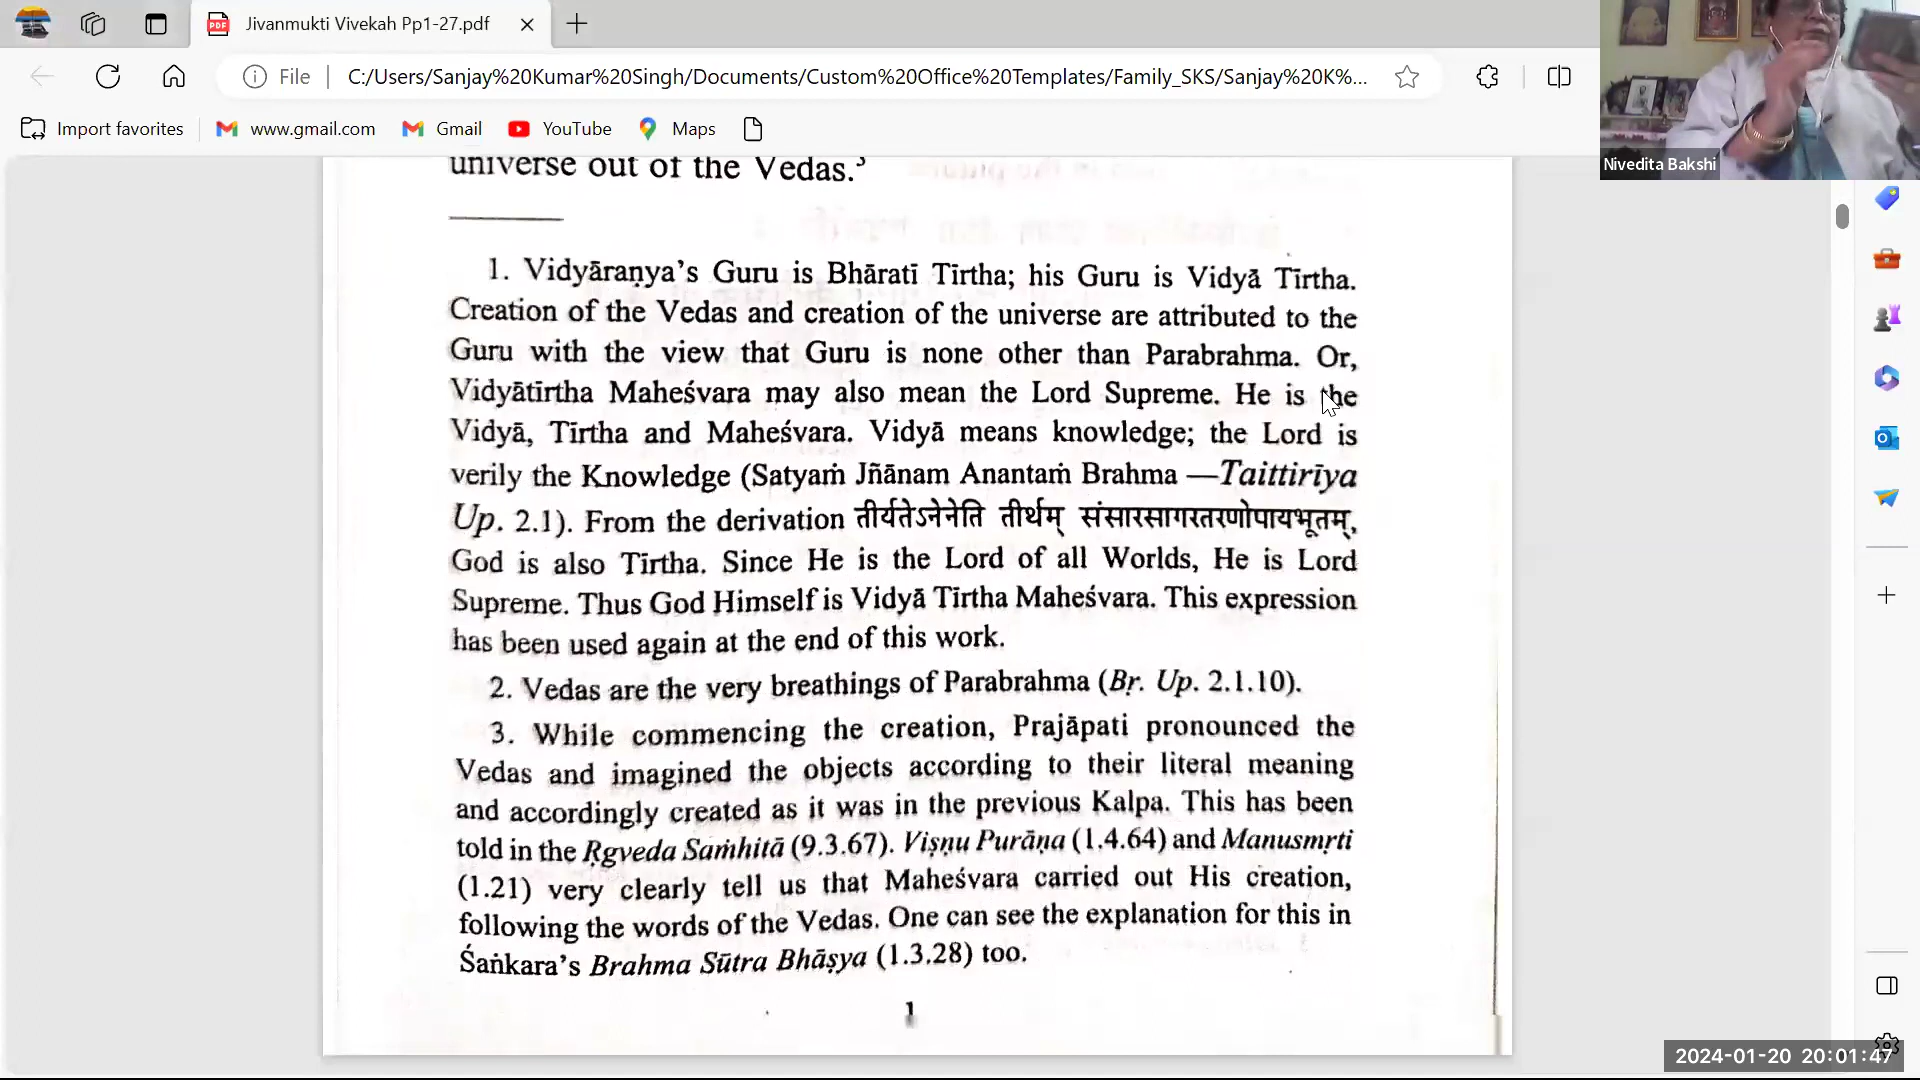 Jivanmukti Vivekah Pp1-27.pdf
File
C:/Users/Sanjay%20Kumar%20Singh/Documents/Custom%20Office%20Templates/Family_SKS/Sanjay%20K%...
Import favorites
www.gmail.com
Gmail
YouTube
Maps
Nivedita Bakshi
universe out of the Vedas.³
1. Vidyāraṇya's Guru is Bhāratī Tīrtha; his Guru is Vidyā Tīrtha.
Creation of the Vedas and creation of the universe are attributed to the
Guru with the view that Guru is none other than Parabrahma. Or,
Vidyātīrtha Maheśvara may also mean the Lord Supreme. He is the
Vidyā, Tīrtha and Maheśvara. Vidyā means knowledge; the Lord is
verily the Knowledge (Satyaṁ Jñānam Anantaṁ Brahma —Taittirīya
Up. 2.1). From the derivation तीर्यतेऽनेनेति तीर्थम् संसारसागरतरणोपायभूतम्,
God is also Tīrtha. Since He is the Lord of all Worlds, He is Lord
Supreme. Thus God Himself is Vidyā Tīrtha Maheśvara. This expression
has been used again at the end of this work.
2. Vedas are the very breathings of Parabrahma (Bṛ. Up. 2.1.10).
3. While commencing the creation, Prajāpati pronounced the
Vedas and imagined the objects according to their literal meaning
and accordingly created as it was in the previous Kalpa. This has been
told in the Ṛgveda Saṁhitā (9.3.67). Viṣṇu Purāṇa (1.4.64) and Manusmṛti
(1.21) very clearly tell us that Maheśvara carried out His creation,
following the words of the Vedas. One can see the explanation for this in
Śaṅkara's Brahma Sūtra Bhāṣya (1.3.28) too.
1
2024-01-20 20:01:47